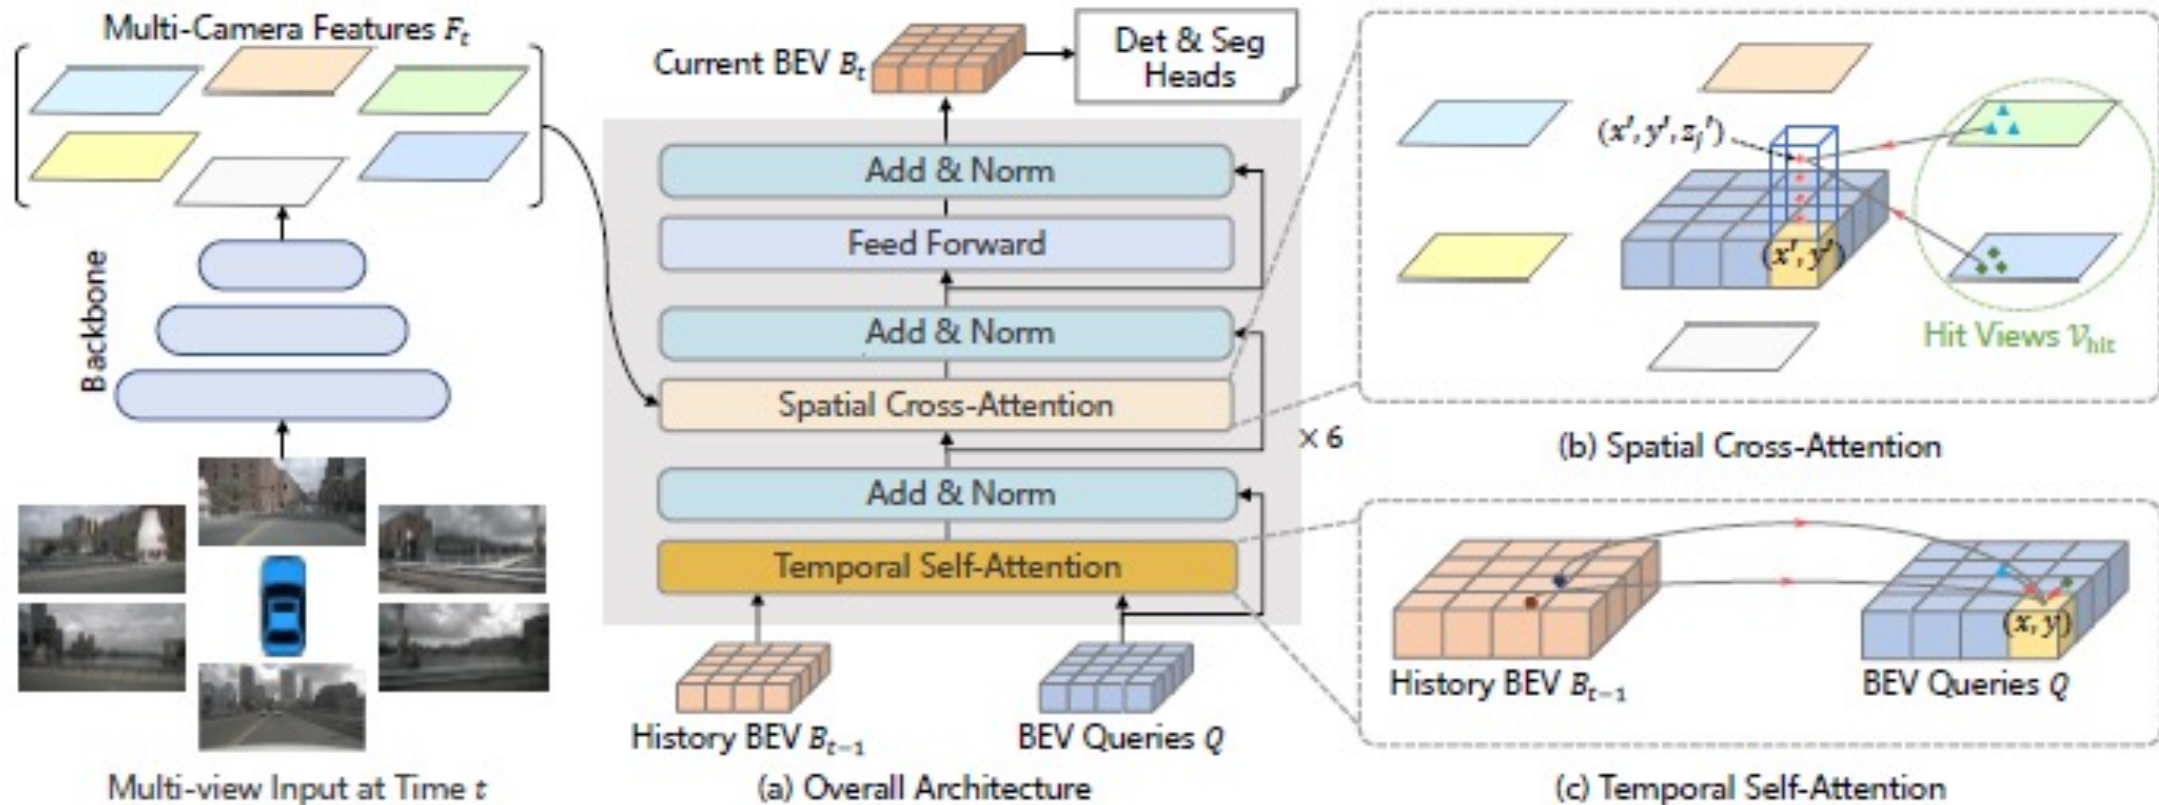 Multi-Camera Features F_t
Backbone
Multi-view Input at Time t
Current BEV B_t
Det & Seg
Heads
Add & Norm
Feed Forward
Add & Norm
Spatial Cross-Attention
× 6
Add & Norm
Temporal Self-Attention
History BEV B_{t−1}
BEV Queries Q
(a) Overall Architecture
(x′, y′, z_j′)
(x′, y′)
Hit Views 𝒱_hit
(b) Spatial Cross-Attention
(x, y)
History BEV B_{t−1}
BEV Queries Q
(c) Temporal Self-Attention